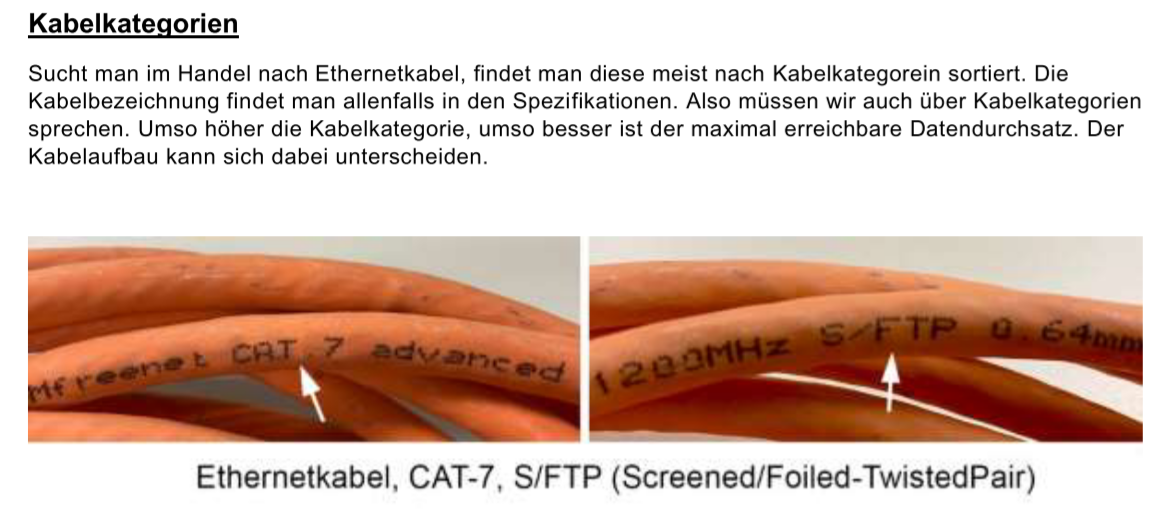 Kabelkategorien
Sucht man im Handel nach Ethernetkabel, findet man diese meist nach Kabelkategorein sortiert. Die
Kabelbezeichnung findet man allenfalls in den Spezifikationen. Also müssen wir auch über Kabelkategorien
sprechen. Umso höher die Kabelkategorie, umso besser ist der maximal erreichbare Datendurchsatz. Der
Kabelaufbau kann sich dabei unterscheiden.
Mfreenet CAT.7 advanced
1200MHz S/FTP 0.64mm
Ethernetkabel, CAT-7, S/FTP (Screened/Foiled-TwistedPair)